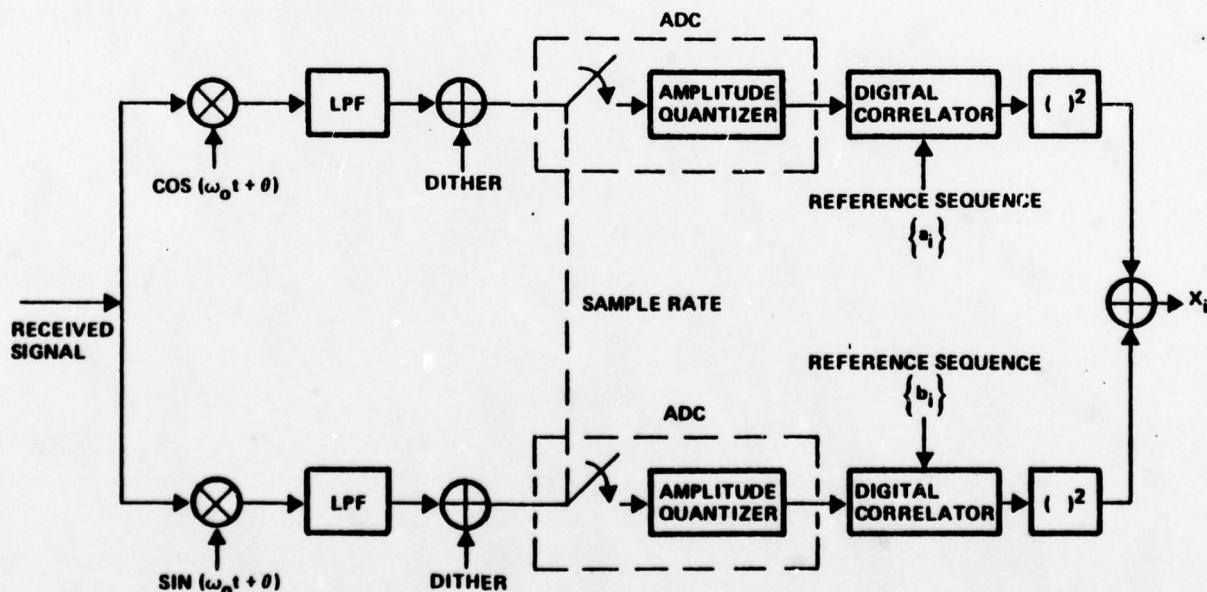 ADC
LPF
AMPLITUDE
QUANTIZER
DIGITAL
CORRELATOR
( )²
COS (ω₀t + θ)
DITHER
REFERENCE SEQUENCE
{aᵢ}
RECEIVED
SIGNAL
SAMPLE RATE
Xᵢ
REFERENCE SEQUENCE
{bᵢ}
ADC
LPF
AMPLITUDE
QUANTIZER
DIGITAL
CORRELATOR
( )²
SIN (ω₀t + θ)
DITHER